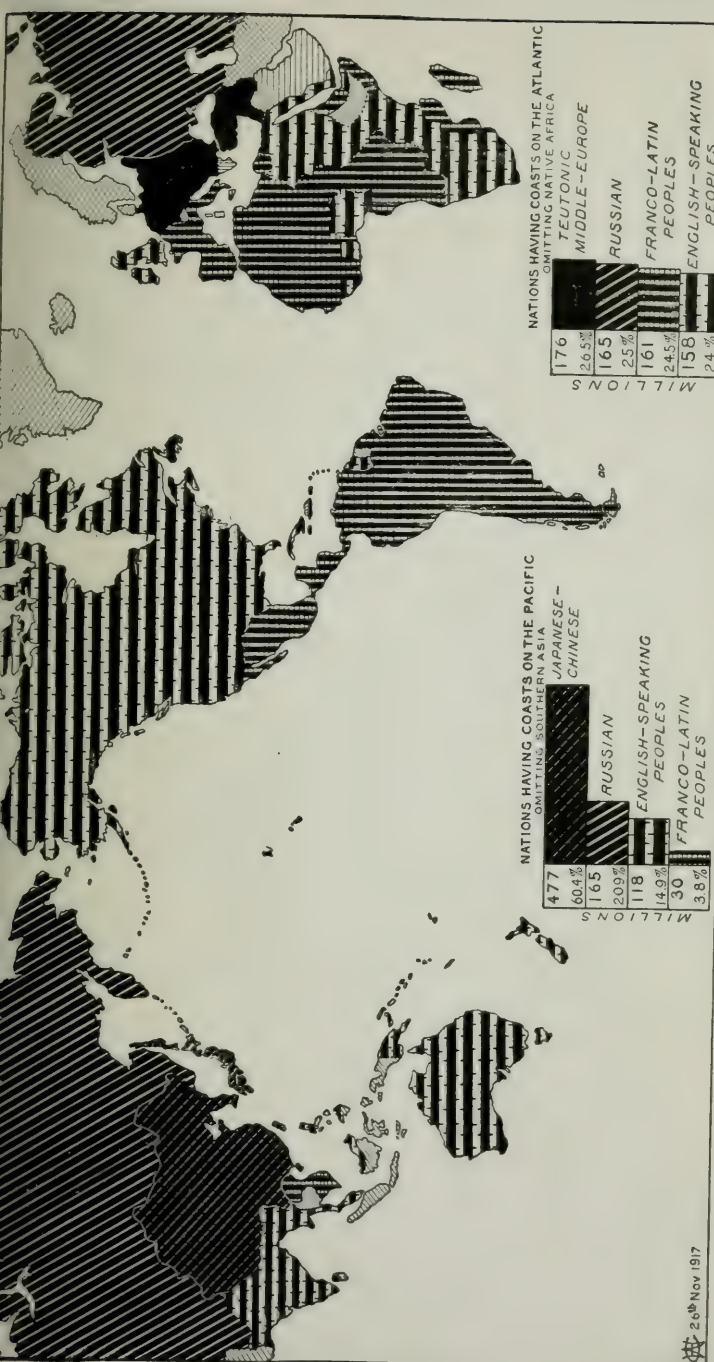 NATIONS HAVING COASTS ON THE ATLANTIC
OMITTING NATIVE AFRICA
MILLIONS
176
26.5%
TEUTONIC
MIDDLE-EUROPE
165
25%
RUSSIAN
161
24.5%
FRANCO-LATIN
PEOPLES
158
24%
ENGLISH-SPEAKING
PEOPLES
NATIONS HAVING COASTS ON THE PACIFIC
OMITTING SOUTHERN ASIA
MILLIONS
477
60.4%
JAPANESE-
CHINESE
165
20.9%
RUSSIAN
118
14.9%
ENGLISH-SPEAKING
PEOPLES
30
3.8%
FRANCO-LATIN
PEOPLES
26th Nov 1917